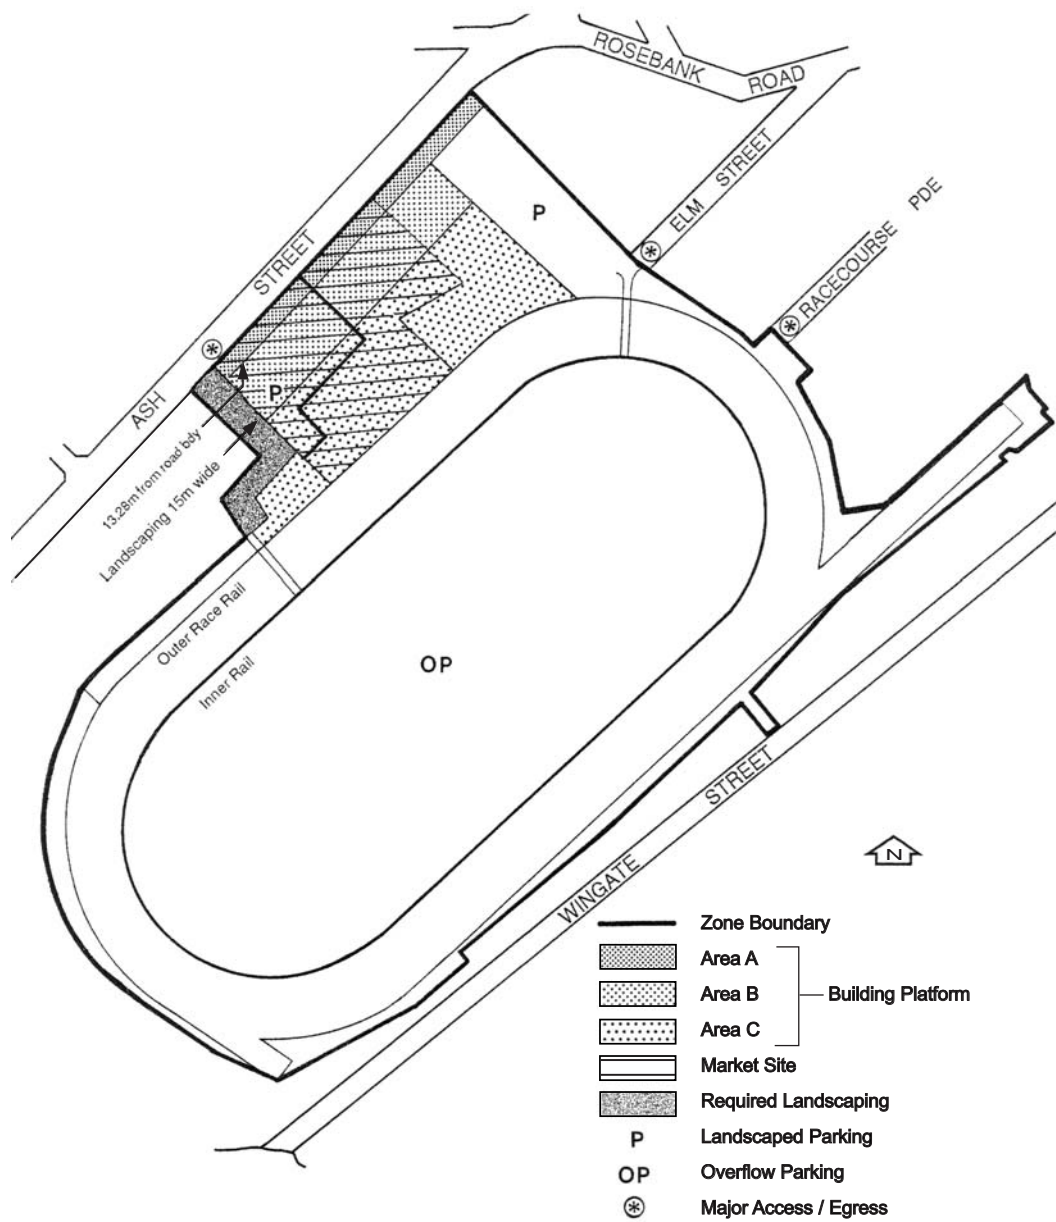 ROSEBANK ROAD
ELM STREET
RACECOURSE PDE
P
ASH STREET
P
13.28m from road bdy
Landscaping 15m wide
Outer Race Rail
Inner Rail
OP
WINGATE STREET
N
Zone Boundary
Area A
Area B
Building Platform
Area C
Market Site
Required Landscaping
P Landscaped Parking
OP Overflow Parking
Major Access / Egress